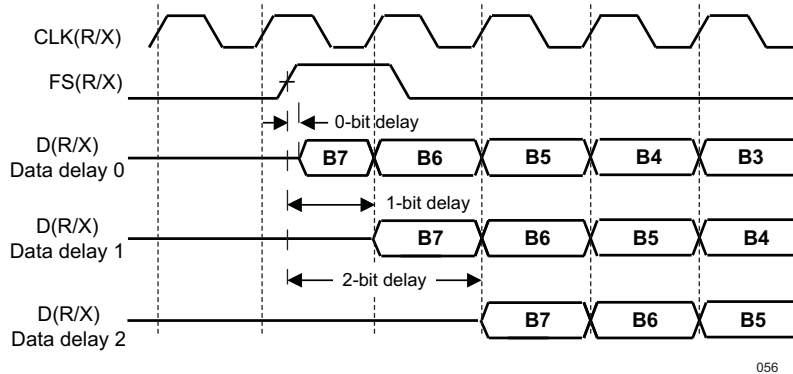 CLK(R/X)
FS(R/X)
0-bit delay
D(R/X)
Data delay 0
B7 B6 B5 B4 B3
1-bit delay
D(R/X)
Data delay 1
B7 B6 B5 B4
2-bit delay
D(R/X)
Data delay 2
B7 B6 B5
056